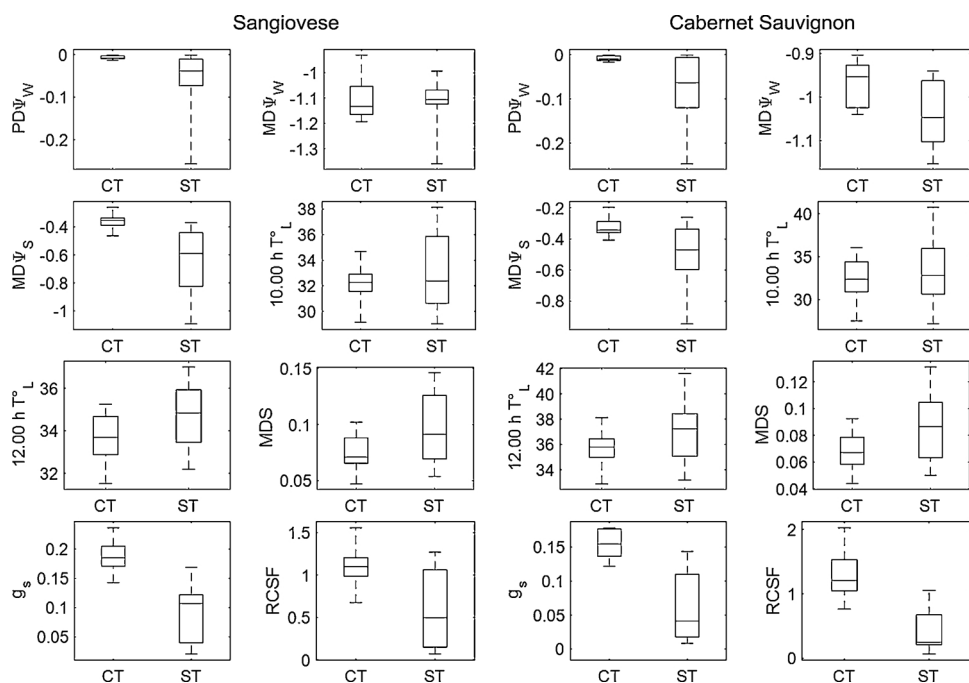 Sangiovese Cabernet Sauvignon
PDΨW
0
-0.1
-0.2
CT ST
MDΨW
-1
-1.1
-1.2
-1.3
CT ST
PDΨW
0
-0.1
-0.2
CT ST
MDΨW
-0.9
-1
-1.1
CT ST
MDΨS
-0.4
-0.6
-0.8
-1
CT ST
10.00 h T°L
38
36
34
32
30
CT ST
MDΨS
-0.2
-0.4
-0.6
-0.8
CT ST
10.00 h T°L
40
35
30
CT ST
12.00 h T°L
36
34
32
CT ST
MDS
0.15
0.1
0.05
CT ST
12.00 h T°L
42
40
38
36
34
CT ST
MDS
0.12
0.1
0.08
0.06
0.04
CT ST
gs
0.2
0.15
0.1
0.05
CT ST
RCSF
1.5
1
0.5
0
CT ST
gs
0.15
0.1
0.05
0
CT ST
RCSF
2
1
0
CT ST